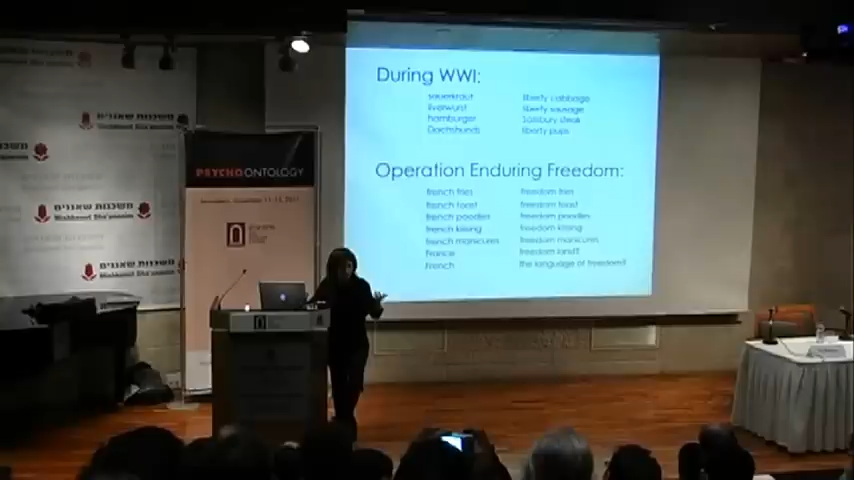 During WWI:
sauerkraut liberty cabbage
liverwurst liberty sausage
hamburger Salisbury steak
Dachshunds liberty pups
Operation Enduring Freedom:
french fries freedom fries
french toast freedom toast
french poodles freedom poodles
french kissing freedom kissing
french manicures freedom manicures
france freedom land!!
french the language of freedom!!
PSYCHOONTOLOGY
משכנות שאננים
Mishkenot Sha'ananim
משכנות שאננים
Mishkenot Sha'ananim
משכנות שאננים
Mishkenot Sha'ananim